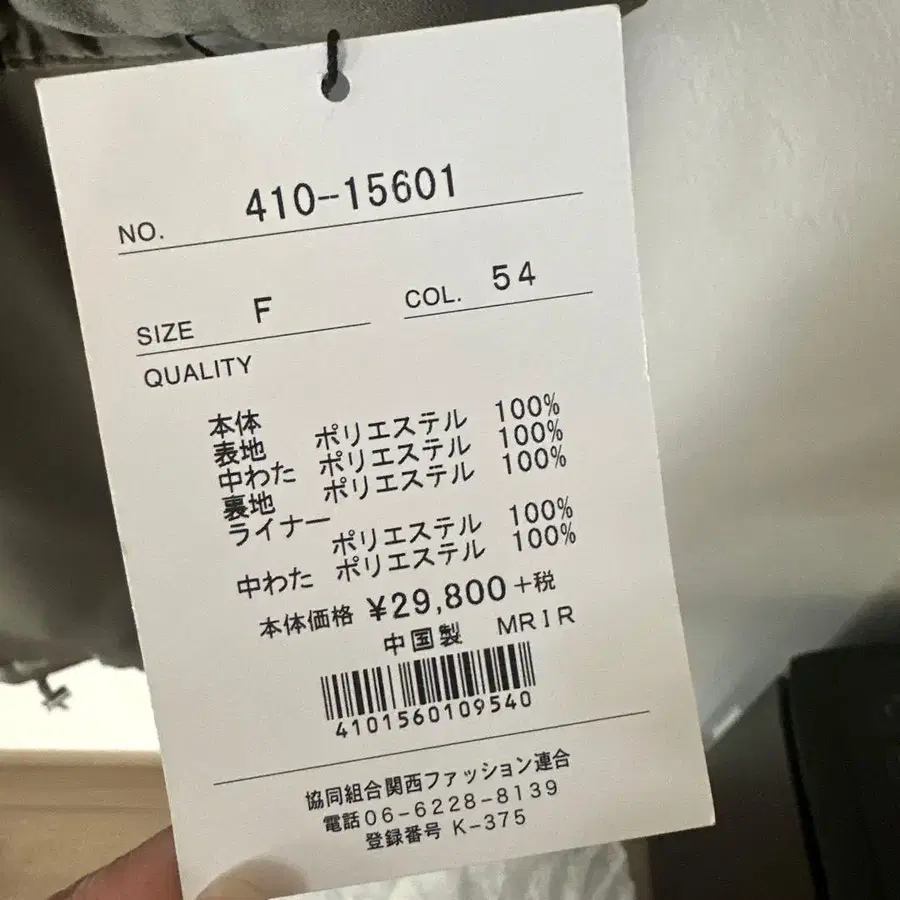 NO. 410-15601
SIZE F COL. 54
QUALITY
本体
表地 ポリエステル 100%
中わた ポリエステル 100%
裏地 ポリエステル 100%
ライナー
ポリエステル 100%
中わた ポリエステル 100%
本体価格 ¥29,800+税
中国製 MRIR
4101560109540
協同組合関西ファッション連合
電話06-6228-8139
登録番号 K-375